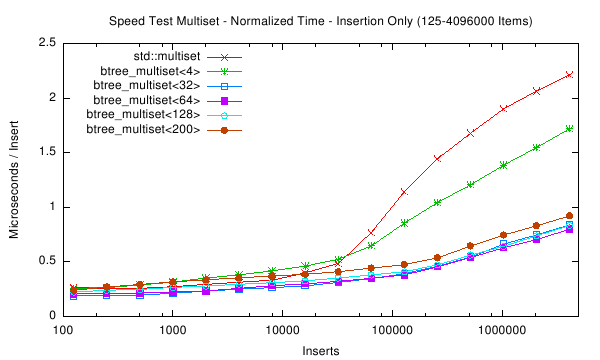 Speed Test Multiset - Normalized Time - Insertion Only (125-4096000 Items)
2.5
2
1.5
1
0.5
0
Microseconds / Insert
std::multiset
btree_multiset<4>
btree_multiset<32>
btree_multiset<64>
btree_multiset<128>
btree_multiset<200>
100 1000 10000 100000 1000000
Inserts